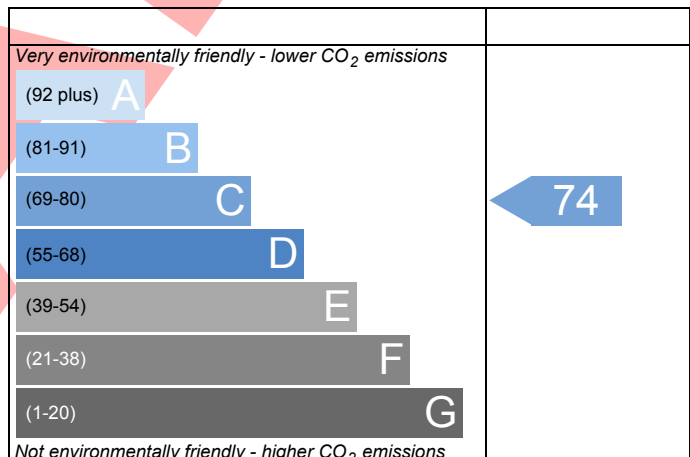 Very environmentally friendly - lower CO2 emissions
(92 plus) A
(81-91) B
(69-80) C 74
(55-68) D
(39-54) E
(21-38) F
(1-20) G
Not environmentally friendly - higher CO2 emissions